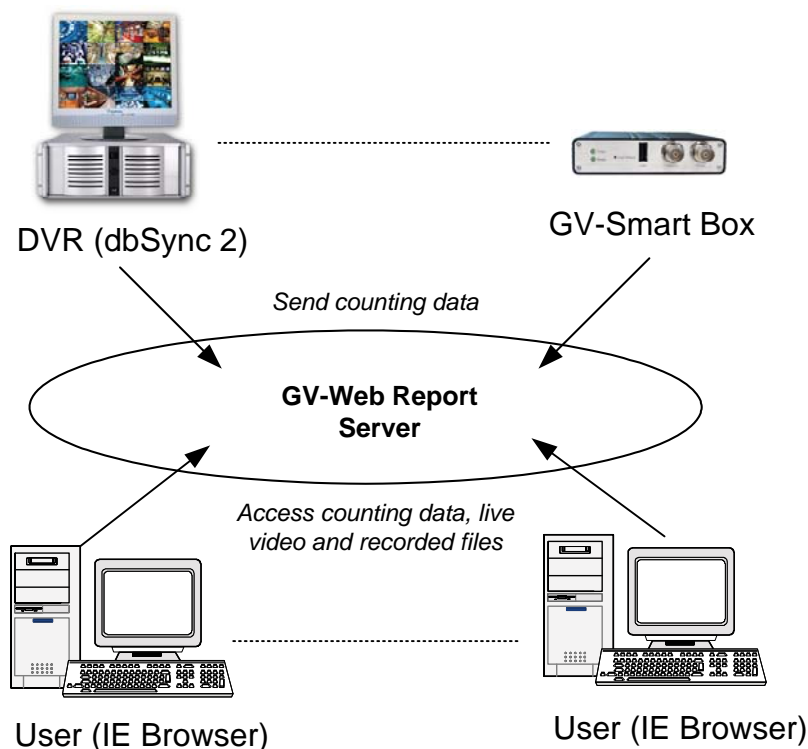 DVR (dbSync 2)
GV-Smart Box
Send counting data
GV-Web Report
Server
Access counting data, live
video and recorded files
User (IE Browser)
User (IE Browser)